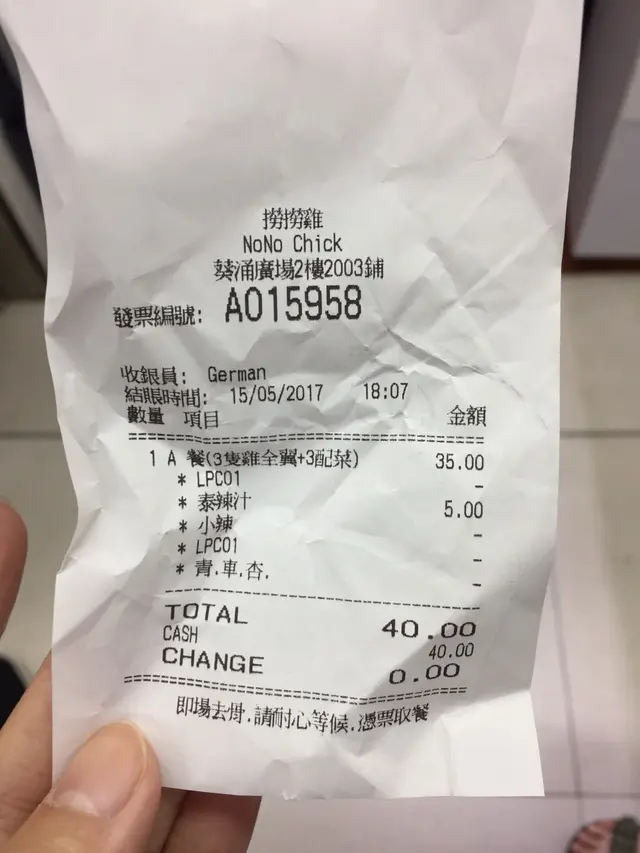 撈撈雞
NoNo Chick
葵涌廣場2樓2003鋪
發票編號: A015958
收銀員: German
結賬時間: 15/05/2017 18:07
數量 項目 金額
1 A 餐(3隻雞全翼+3配菜) 35.00
* LPC01 -
* 泰辣汁 5.00
* 小辣 -
* LPC01 -
* 青.車.杏. -
TOTAL 40.00
CASH 40.00
CHANGE 0.00
即場去骨.請耐心等候.憑票取餐